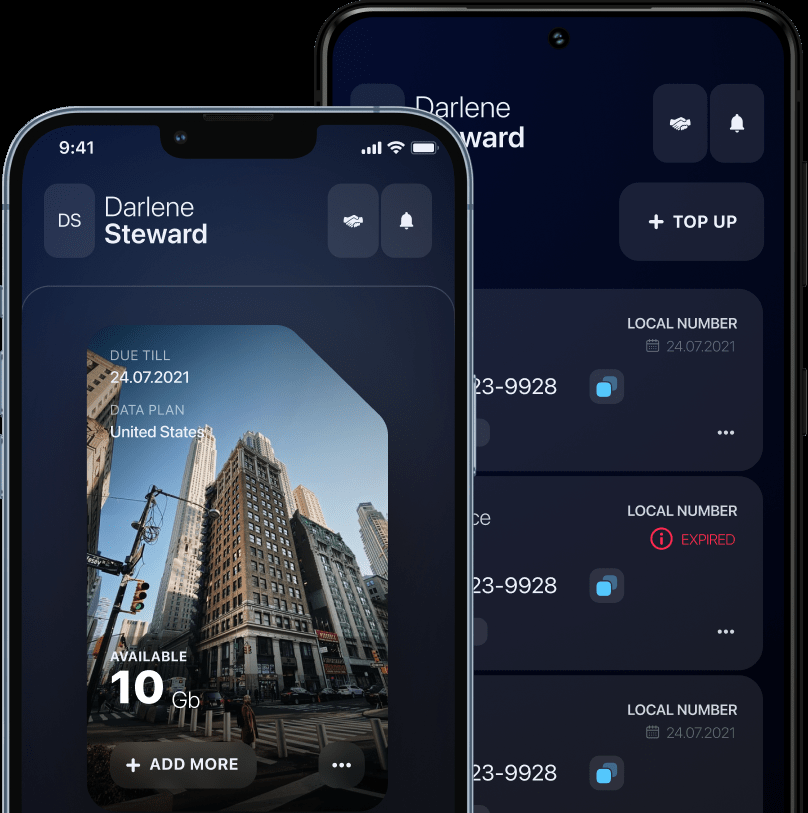 9:41
DS
Darlene
Steward
DUE TILL
24.07.2021
DATA PLAN
United States
AVAILABLE
10 Gb
+ ADD MORE
Darlene
ward
+ TOP UP
LOCAL NUMBER
24.07.2021
23-9928
LOCAL NUMBER
ce
EXPIRED
23-9928
LOCAL NUMBER
24.07.2021
23-9928